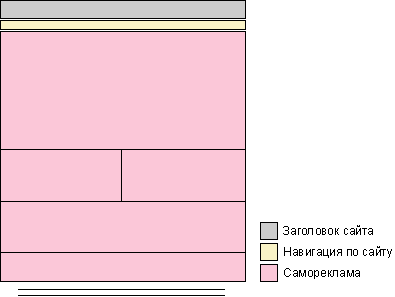 Заголовок сайта
Навигация по сайту
Самореклама